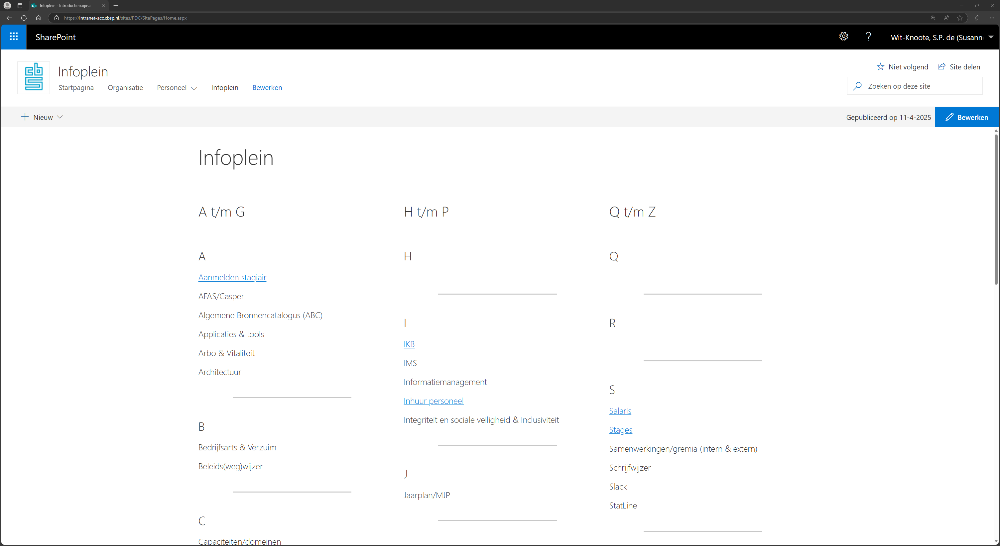 Infoplein - Introductiepagina
https://intranet-acc.cbsp.nl/sites/PDC/SitePages/Home.aspx
SharePoint
Wit-Knoote, S.P. de (Susann
cbs
Infoplein
Niet volgend
Site delen
Startpagina Organisatie Personeel Infoplein Bewerken
Zoeken op deze site
Nieuw
Gepubliceerd op 11-4-2025
Bewerken
Infoplein
A t/m G
A
Aanmelden stagiair
AFAS/Casper
Algemene Bronnencatalogus (ABC)
Applicaties & tools
Arbo & Vitaliteit
Architectuur
B
Bedrijfsarts & Verzuim
Beleids(weg)wijzer
C
Capaciteiten/domeinen
H t/m P
H
I
IKB
IMS
Informatiemanagement
Inhuur personeel
Integriteit en sociale veiligheid & Inclusiviteit
J
Jaarplan/MJP
Q t/m Z
Q
R
S
Salaris
Stages
Samenwerkingen/gremia (intern & extern)
Schrijfwijzer
Slack
StatLine